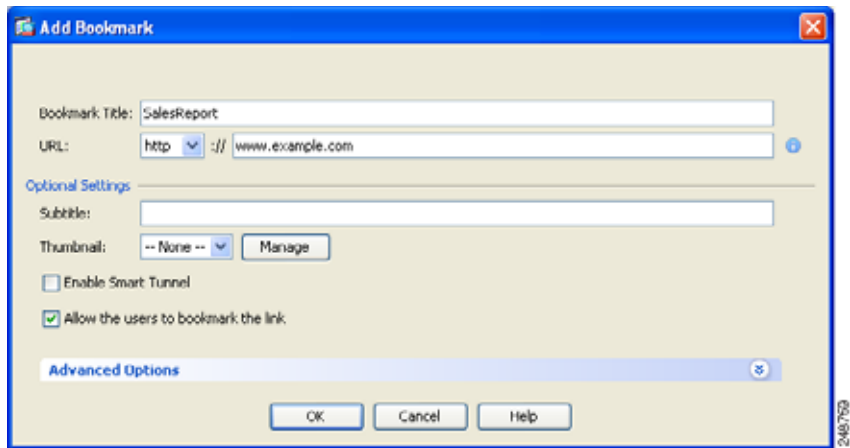 Add Bookmark
Bookmark Title: SalesReport
URL: http :// www.example.com
Optional Settings
Subtitle:
Thumbnail: -- None -- Manage
Enable Smart Tunnel
Allow the users to bookmark the link
Advanced Options
OK Cancel Help
248769